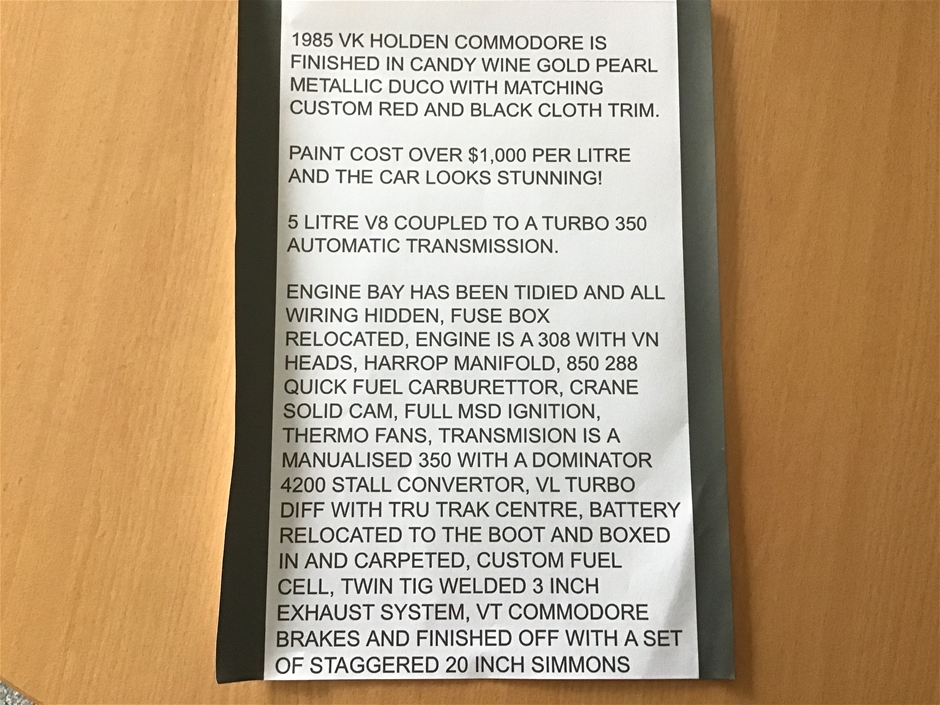 1985 VK HOLDEN COMMODORE IS
FINISHED IN CANDY WINE GOLD PEARL
METALLIC DUCO WITH MATCHING
CUSTOM RED AND BLACK CLOTH TRIM.
PAINT COST OVER $1,000 PER LITRE
AND THE CAR LOOKS STUNNING!
5 LITRE V8 COUPLED TO A TURBO 350
AUTOMATIC TRANSMISSION.
ENGINE BAY HAS BEEN TIDIED AND ALL
WIRING HIDDEN, FUSE BOX
RELOCATED, ENGINE IS A 308 WITH VN
HEADS, HARROP MANIFOLD, 850 288
QUICK FUEL CARBURETTOR, CRANE
SOLID CAM, FULL MSD IGNITION,
THERMO FANS, TRANSMISION IS A
MANUALISED 350 WITH A DOMINATOR
4200 STALL CONVERTOR, VL TURBO
DIFF WITH TRU TRAK CENTRE, BATTERY
RELOCATED TO THE BOOT AND BOXED
IN AND CARPETED, CUSTOM FUEL
CELL, TWIN TIG WELDED 3 INCH
EXHAUST SYSTEM, VT COMMODORE
BRAKES AND FINISHED OFF WITH A SET
OF STAGGERED 20 INCH SIMMONS